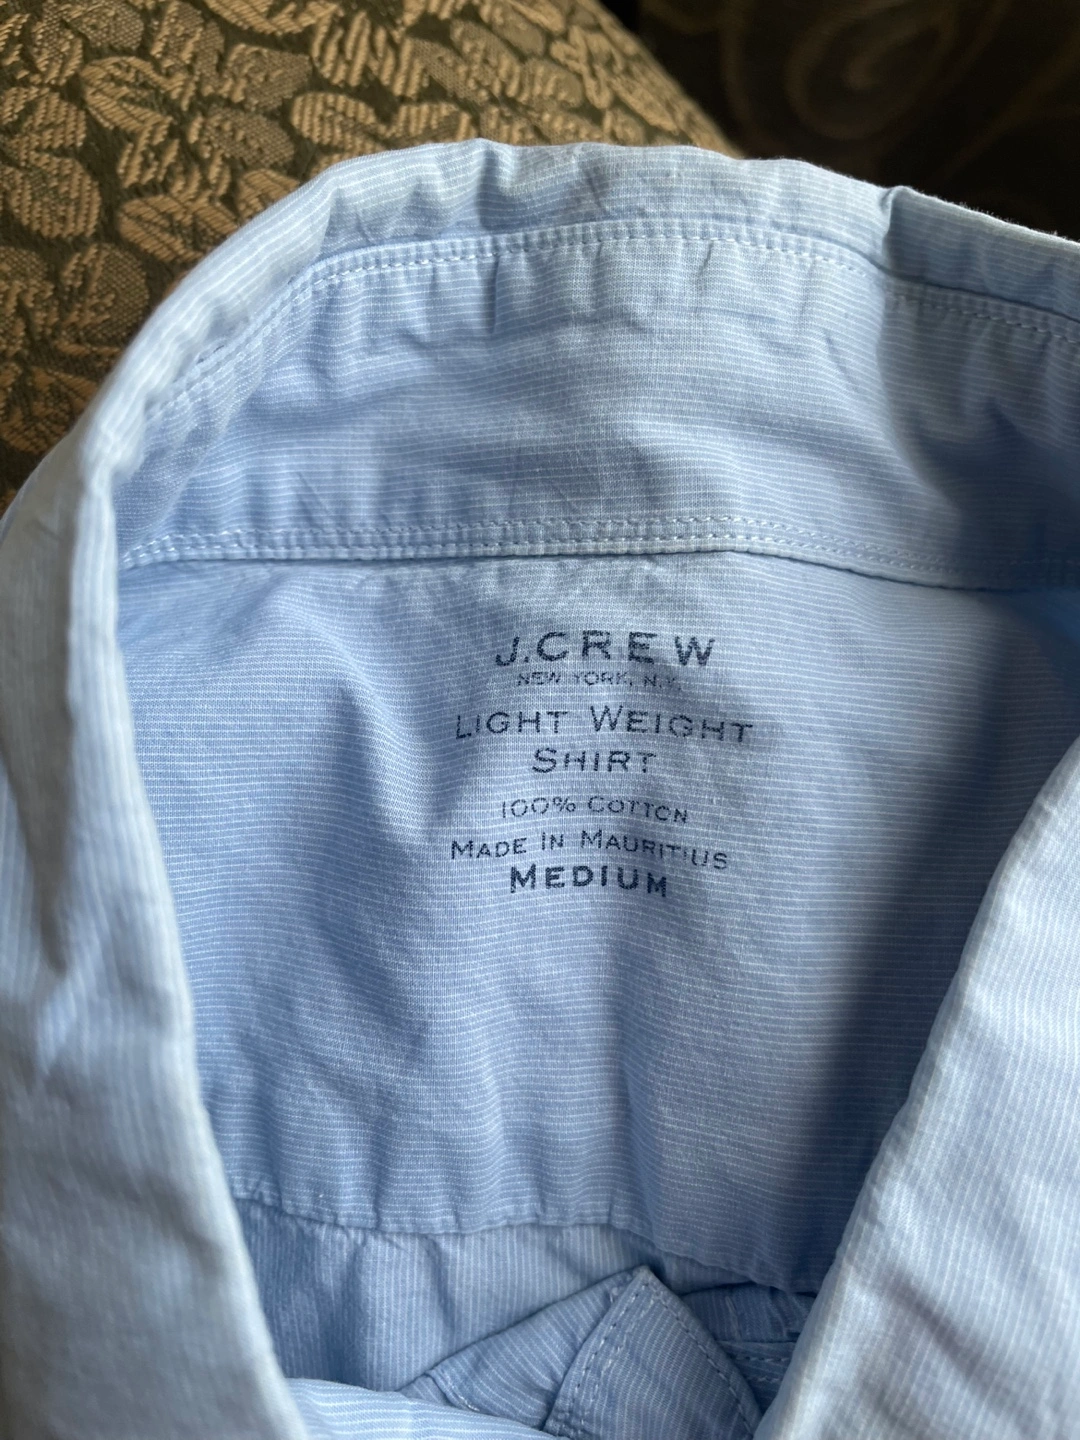 J.CREW
NEW YORK, N.Y.
LIGHT WEIGHT
SHIRT
100% COTTON
MADE IN MAURITIUS
MEDIUM